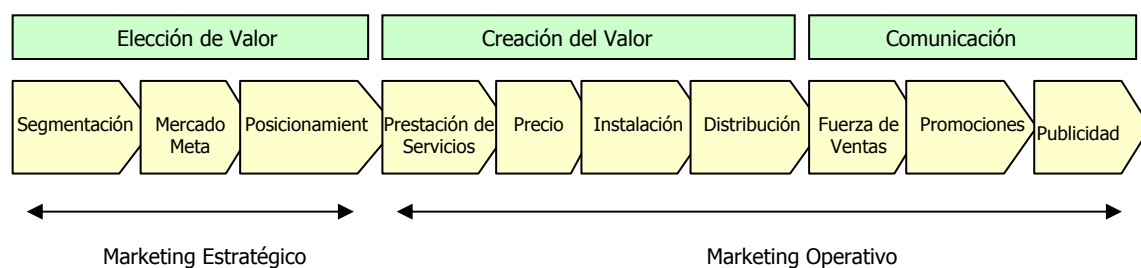 Elección de Valor
Creación del Valor
Comunicación
Segmentación
Mercado
Meta
Posicionamient
Prestación de
Servicios
Precio
Instalación
Distribución
Fuerza de
Ventas
Promociones
Publicidad
Marketing Estratégico
Marketing Operativo